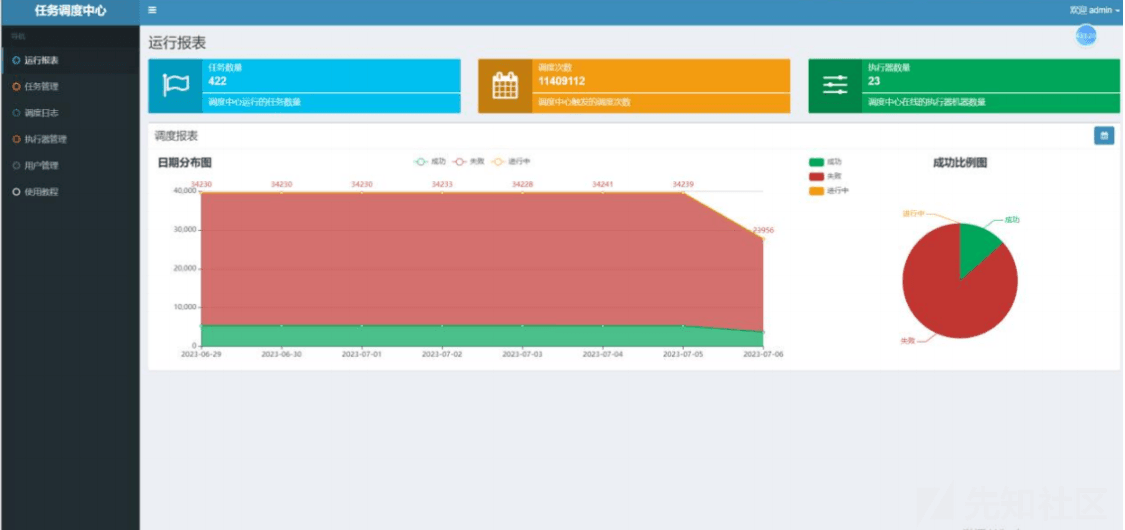 任务调度中心
欢迎 admin
导航
运行报表
任务管理
调度日志
执行器管理
用户管理
使用教程
运行报表
任务数量
422
调度中心运行的任务数量
调度次数
11409112
调度中心触发的调度次数
执行器数量
23
调度中心在线的执行器机器数量
调度报表
日期分布图
成功 失败 进行中
34230 34230 34230 34233 34228 34241 34239
23956
40,000
30,000
20,000
10,000
0
2023-06-29 2023-06-30 2023-07-01 2023-07-02 2023-07-03 2023-07-04 2023-07-05 2023-07-06
成功
失败
进行中
成功比例图
进行中
成功
失败
先知社区